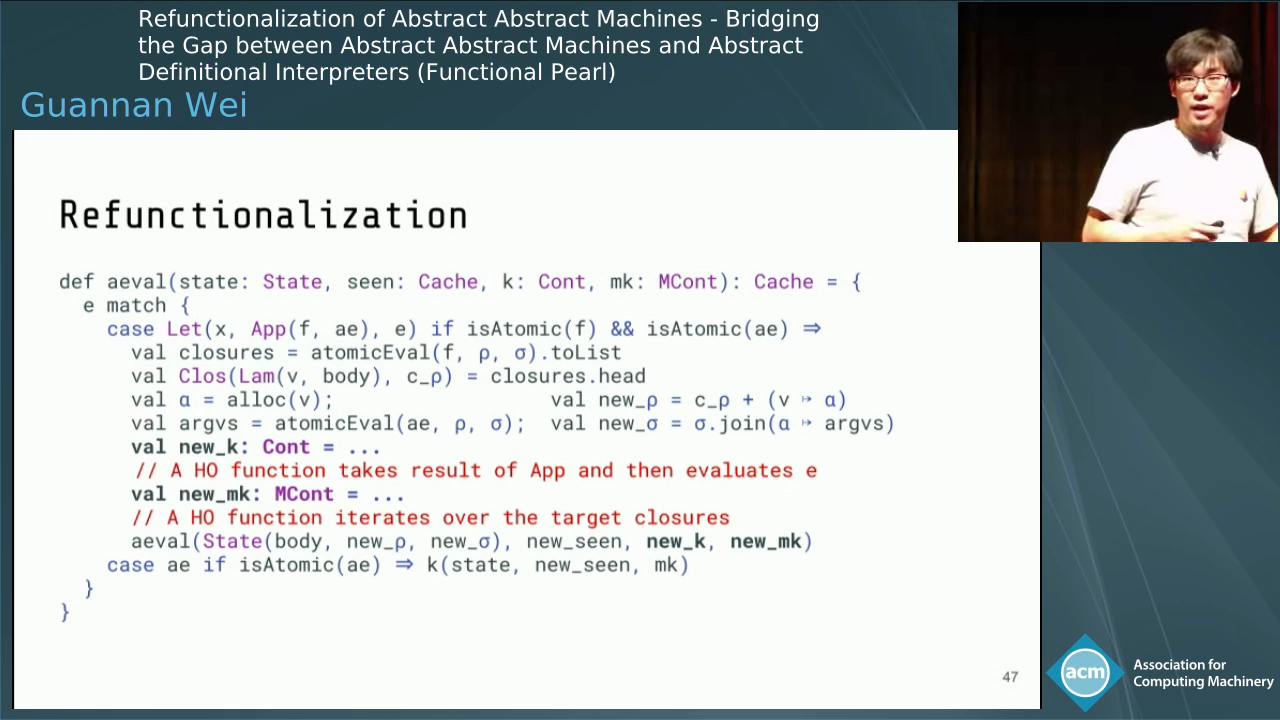 Refunctionalization of Abstract Abstract Machines - Bridging
the Gap between Abstract Abstract Machines and Abstract
Definitional Interpreters (Functional Pearl)
Guannan Wei
Refunctionalization
def aeval(state: State, seen: Cache, k: Cont, mk: MCont): Cache = {
e match {
case Let(x, App(f, ae), e) if isAtomic(f) && isAtomic(ae) ⇒
val closures = atomicEval(f, ρ, σ).toList
val Clos(Lam(v, body), c_ρ) = closures.head
val α = alloc(v); val new_ρ = c_ρ + (v ↦ α)
val argvs = atomicEval(ae, ρ, σ); val new_σ = σ.join(α ↦ argvs)
val new_k: Cont = ...
// A HO function takes result of App and then evaluates e
val new_mk: MCont = ...
// A HO function iterates over the target closures
aeval(State(body, new_ρ, new_σ), new_seen, new_k, new_mk)
case ae if isAtomic(ae) ⇒ k(state, new_seen, mk)
}
}
47
acm
Association for
Computing Machinery